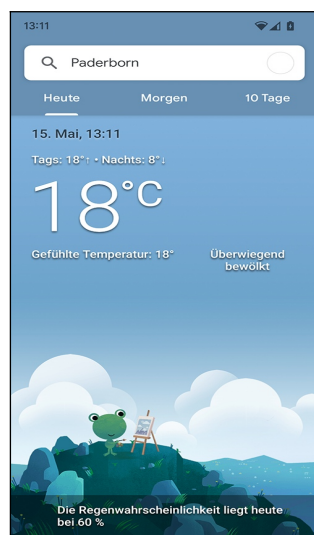 13:11
Paderborn
Heute Morgen 10 Tage
15. Mai, 13:11
Tags: 18°↑ • Nachts: 8°↓
18°C
Gefühlte Temperatur: 18° Überwiegend
bewölkt
Die Regenwahrscheinlichkeit liegt heute
bei 60 %